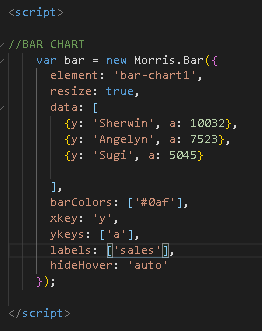 <script>
//BAR CHART
var bar = new Morris.Bar({
element: 'bar-chart1',
resize: true,
data: [
{y: 'Sherwin', a: 10032},
{y: 'Angelyn', a: 7523},
{y: 'Sugi', a: 5045}
],
barColors: ['#0af'],
xkey: 'y',
ykeys: ['a'],
labels: ['sales'],
hideHover: 'auto'
});
</script>